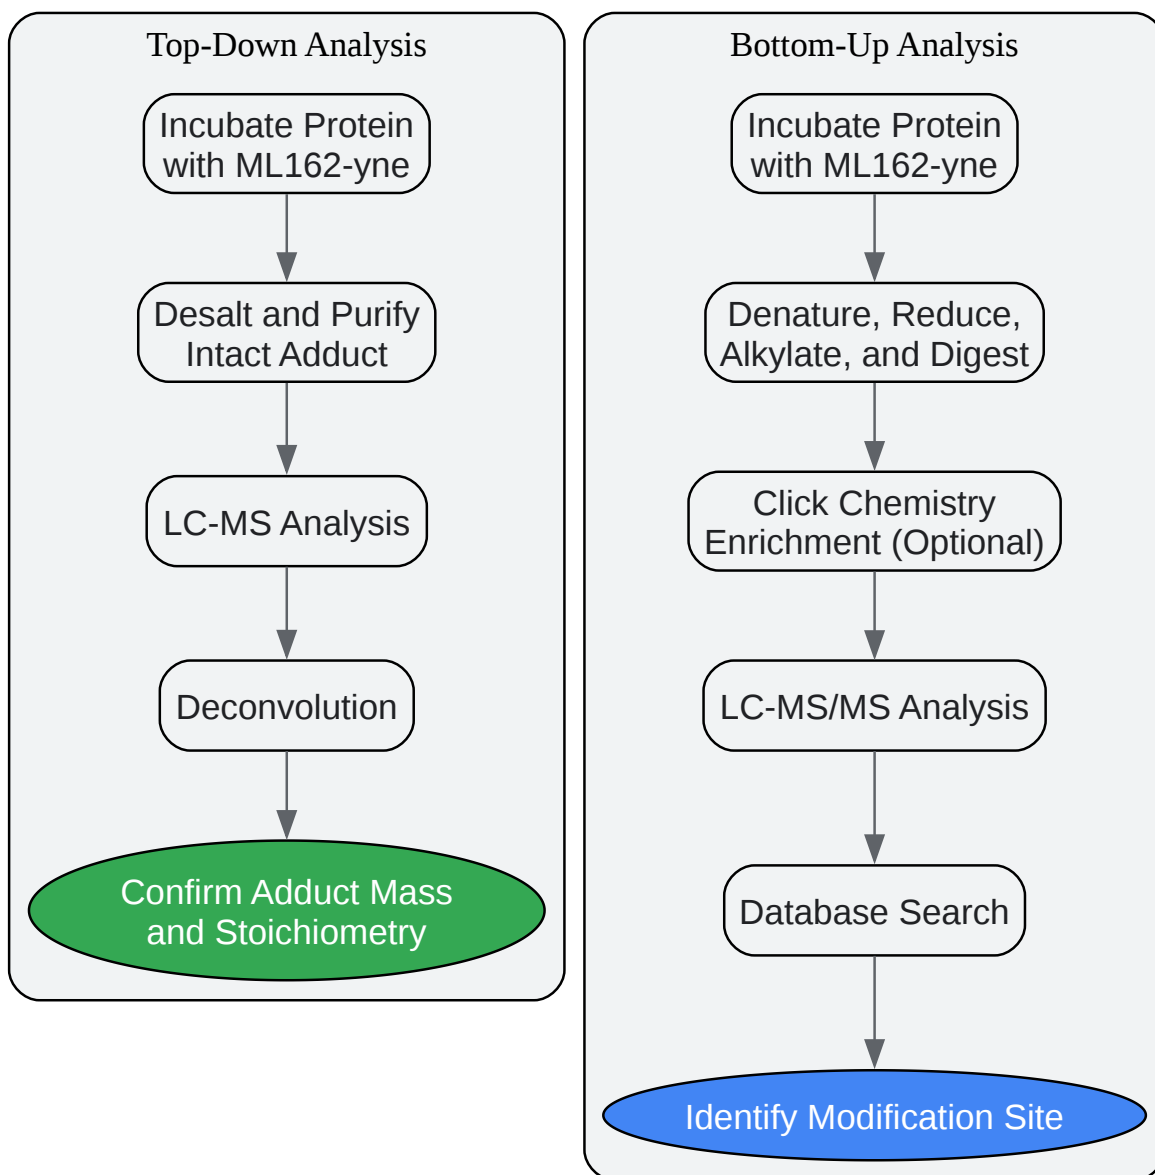 Top-Down Analysis
Incubate Protein
with ML162-yne
Desalt and Purify
Intact Adduct
LC-MS Analysis
Deconvolution
Confirm Adduct Mass
and Stoichiometry
Bottom-Up Analysis
Incubate Protein
with ML162-yne
Denature, Reduce,
Alkylate, and Digest
Click Chemistry
Enrichment (Optional)
LC-MS/MS Analysis
Database Search
Identify Modification Site